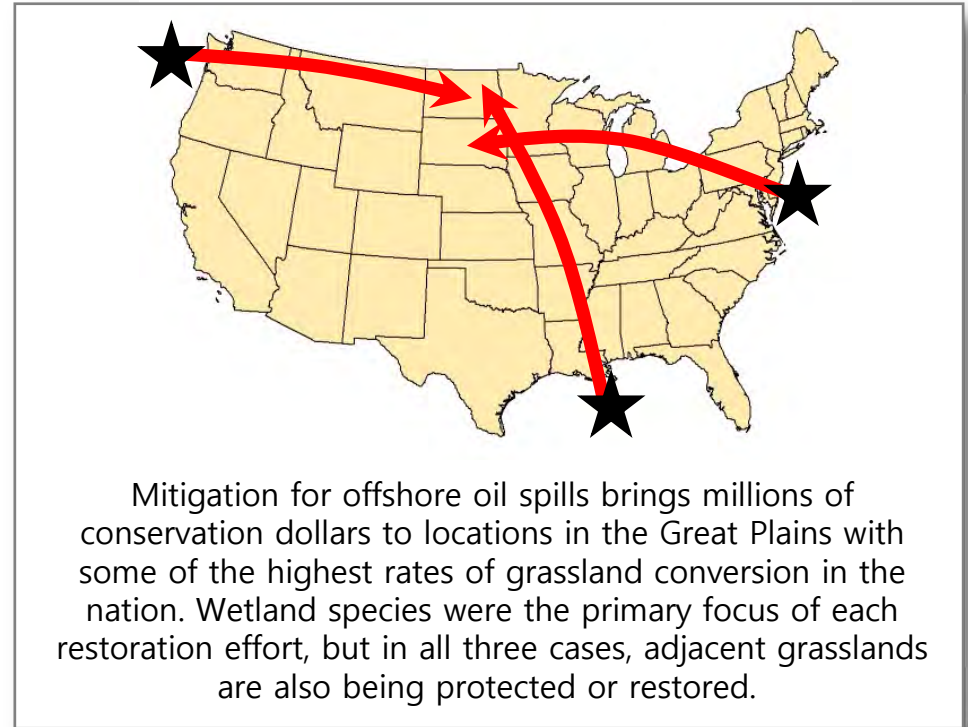 Mitigation for offshore oil spills brings millions of
conservation dollars to locations in the Great Plains with
some of the highest rates of grassland conversion in the
nation. Wetland species were the primary focus of each
restoration effort, but in all three cases, adjacent grasslands
are also being protected or restored.